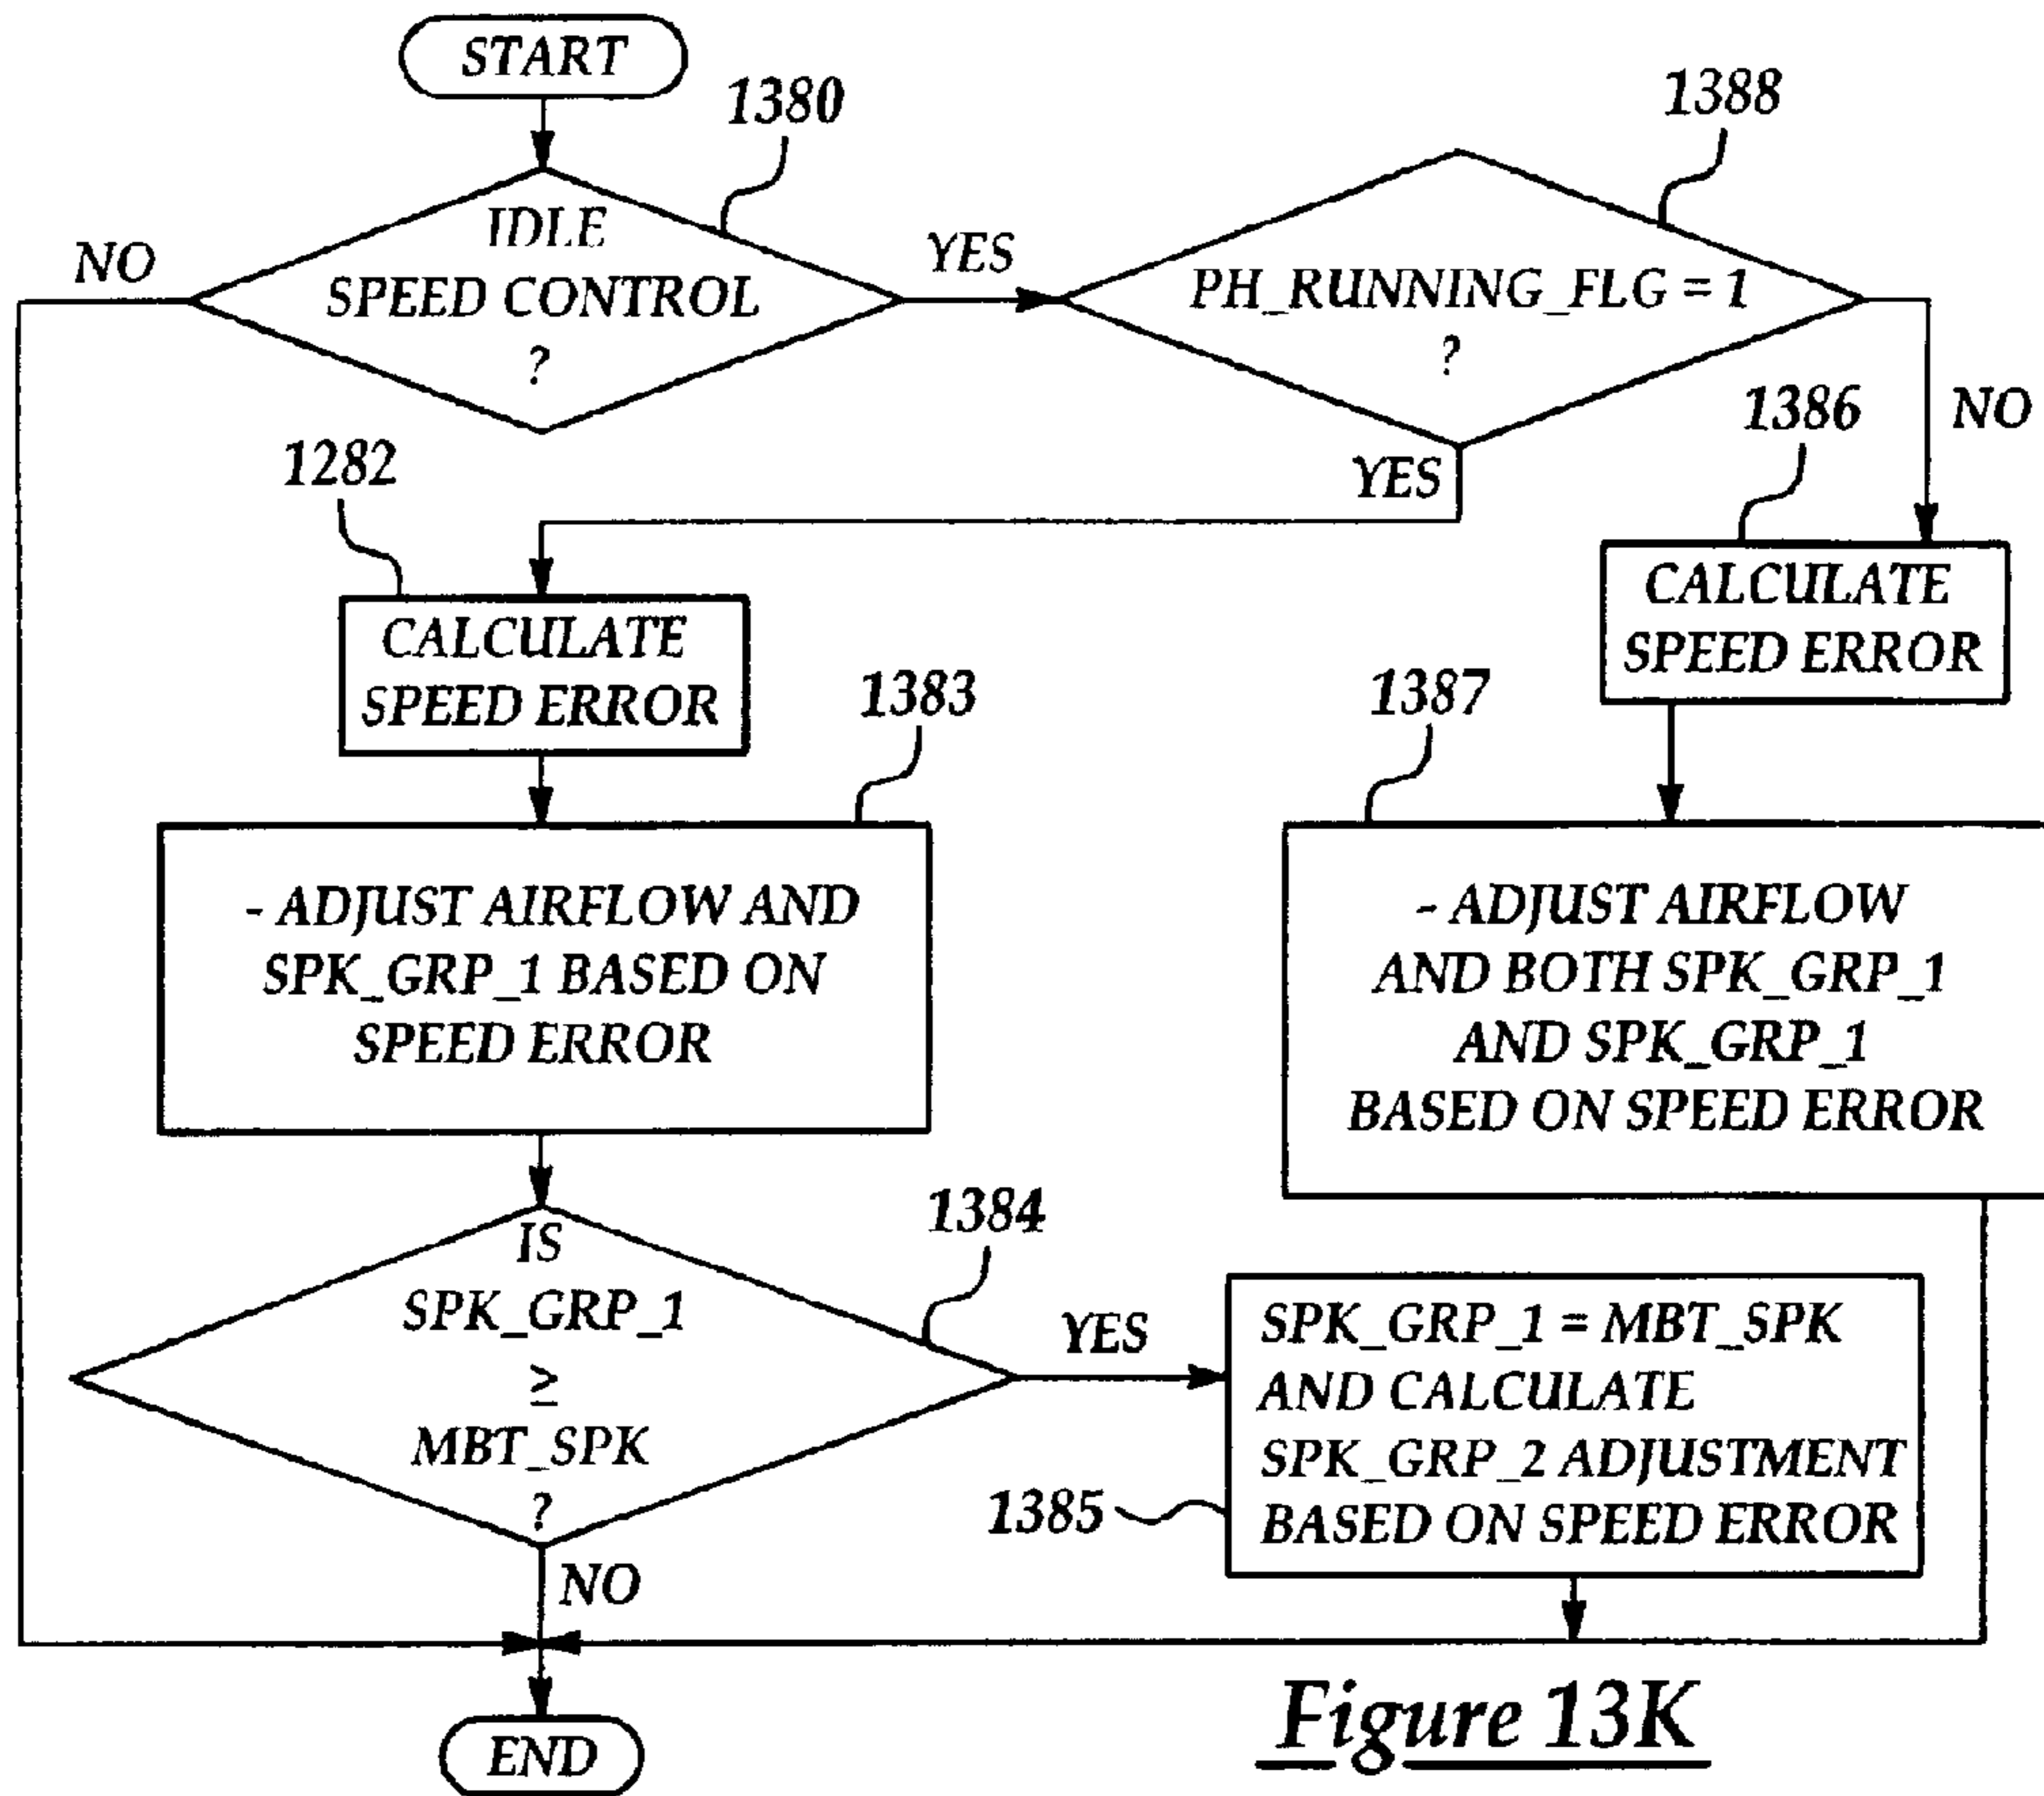 START
1380
IDLE
SPEED CONTROL
?
NO
YES
1388
PH_RUNNING_FLG = 1
?
YES
NO
1282
CALCULATE
SPEED ERROR
1386
CALCULATE
SPEED ERROR
1383
- ADJUST AIRFLOW AND
SPK_GRP_1 BASED ON
SPEED ERROR
1387
- ADJUST AIRFLOW
AND BOTH SPK_GRP_1
AND SPK_GRP_1
BASED ON SPEED ERROR
1384
IS
SPK_GRP_1
≥
MBT_SPK
?
YES
NO
SPK_GRP_1 = MBT_SPK
AND CALCULATE
SPK_GRP_2 ADJUSTMENT
BASED ON SPEED ERROR
1385
END
Figure 13K